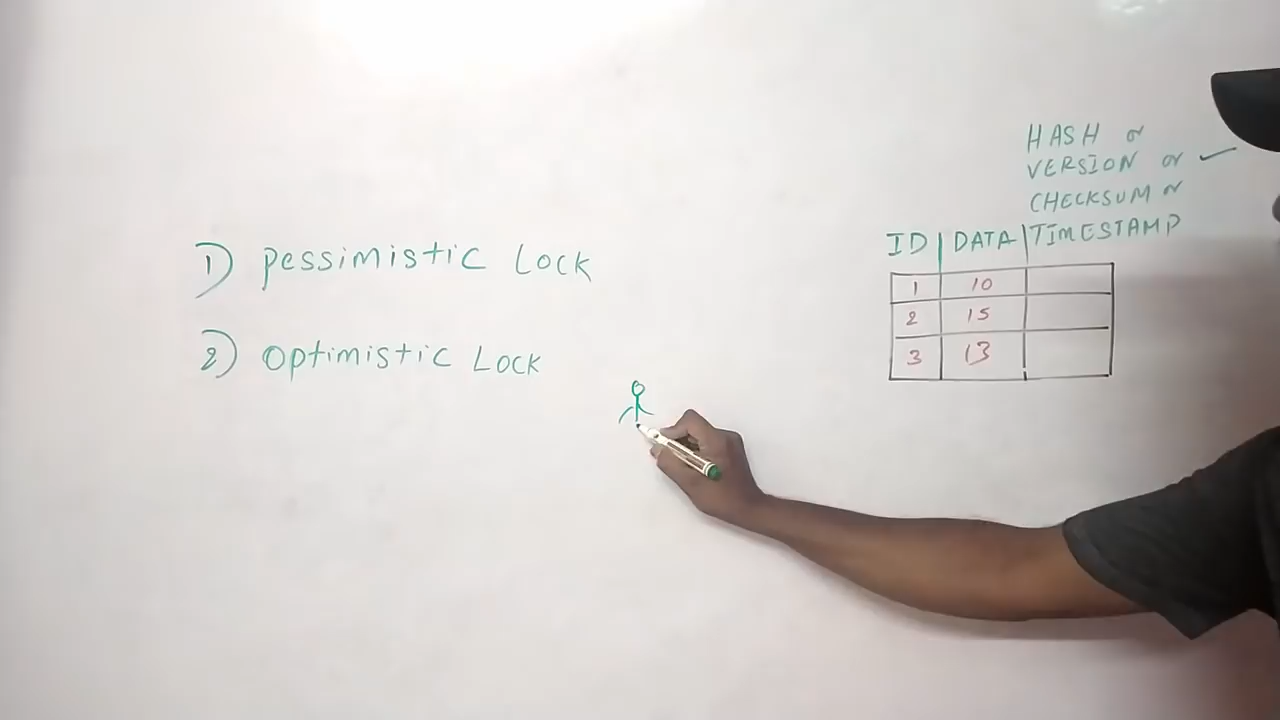 1) Pessimistic Lock
2) Optimistic Lock
HASH or
VERSION or ✓
CHECKSUM or
ID | DATA | TIMESTAMP
1 10
2 15
3 13